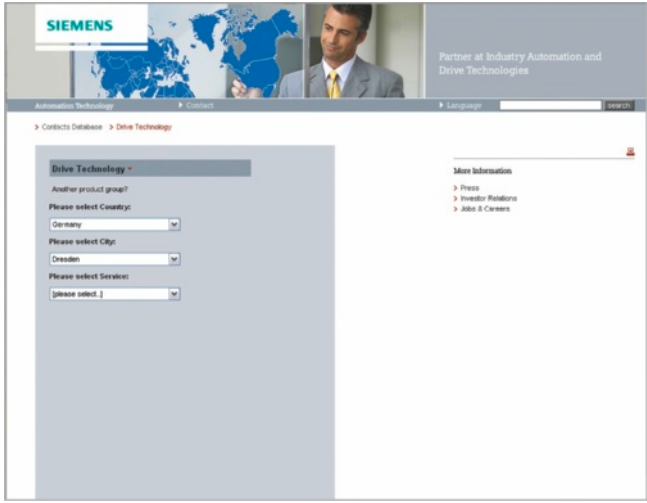 SIEMENS
Partner at Industry Automation and
Drive Technologies
Automation Technology
Contact
Language
search
Contacts Database
Drive Technology
Drive Technology
Another product group?
Please select Country:
Germany
Please select City:
Dresden
Please select Service:
[please select..]
More Information
Press
Investor Relations
Jobs & Careers